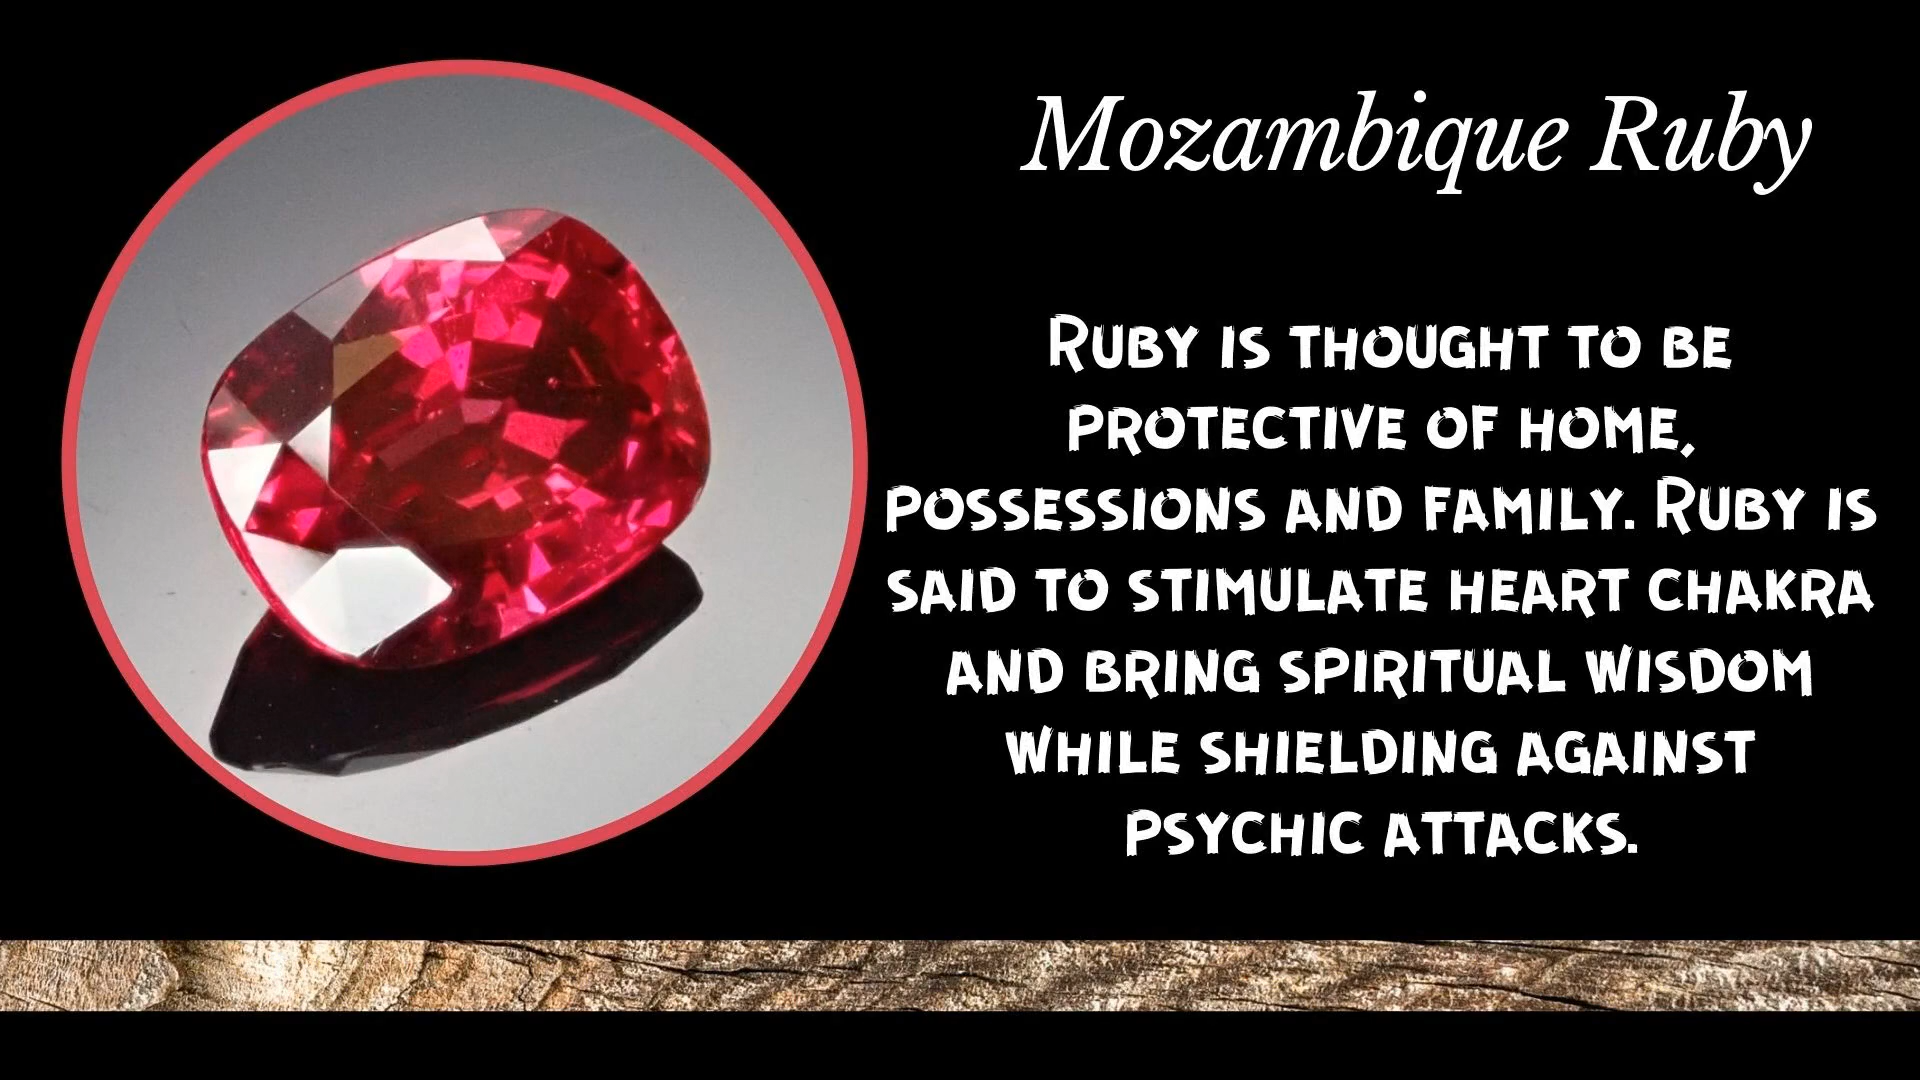 Mozambique Ruby
Ruby is thought to be
protective of home,
possessions and family. Ruby is
said to stimulate heart chakra
and bring spiritual wisdom
while shielding against
psychic attacks.